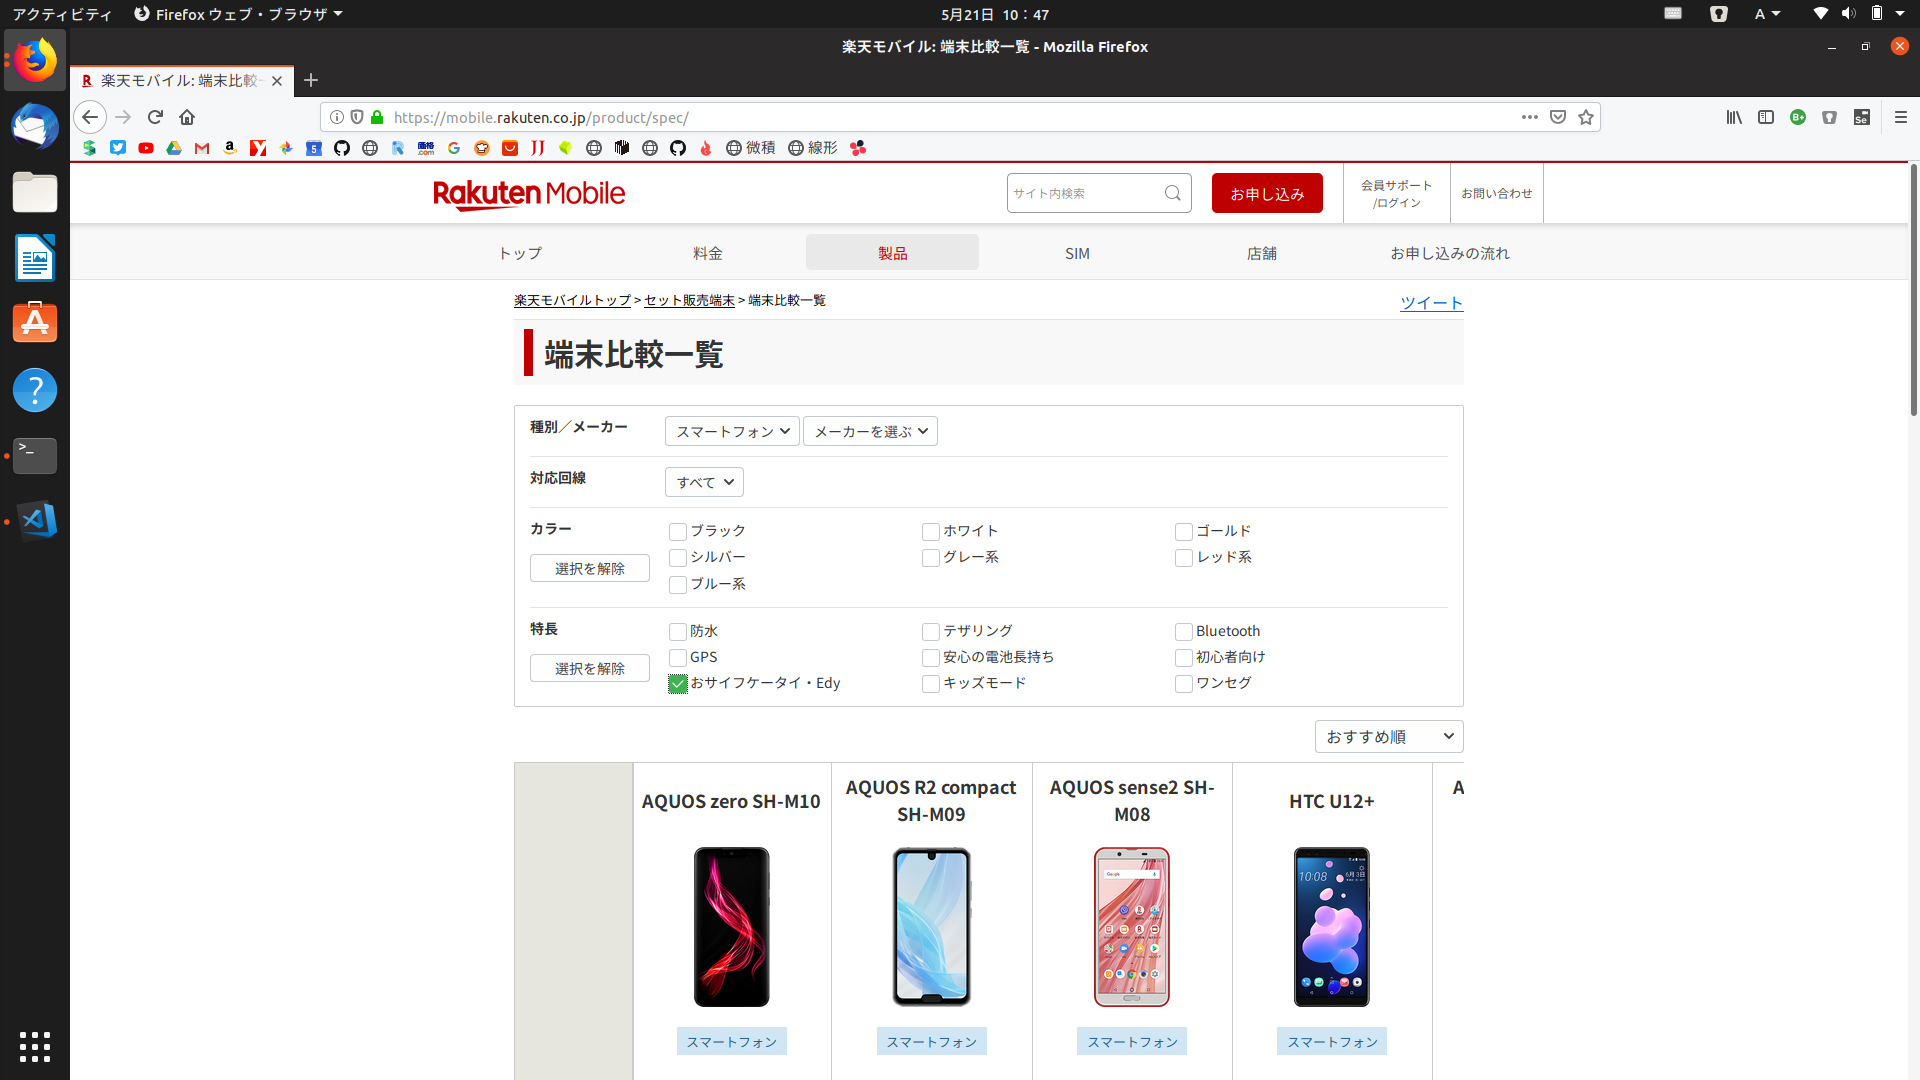 アクティビティ
Firefox ウェブ・ブラウザ
5月21日 10:47
A
楽天モバイル: 端末比較一覧 - Mozilla Firefox
楽天モバイル: 端末比較
https://mobile.rakuten.co.jp/product/spec/
微積
線形
Rakuten Mobile
サイト内検索
お申し込み
会員サポート
/ログイン
お問い合わせ
トップ
料金
製品
SIM
店舗
お申し込みの流れ
楽天モバイルトップ > セット販売端末 > 端末比較一覧
ツイート
端末比較一覧
種別／メーカー
スマートフォン
メーカーを選ぶ
対応回線
すべて
カラー
選択を解除
ブラック
ホワイト
ゴールド
シルバー
グレー系
レッド系
ブルー系
特長
選択を解除
防水
テザリング
Bluetooth
GPS
安心の電池長持ち
初心者向け
おサイフケータイ・Edy
キッズモード
ワンセグ
おすすめ順
AQUOS zero SH-M10
AQUOS R2 compact
SH-M09
AQUOS sense2 SH-
M08
HTC U12+
A
Google
10:08
6月3日
スマートフォン
スマートフォン
スマートフォン
スマートフォン